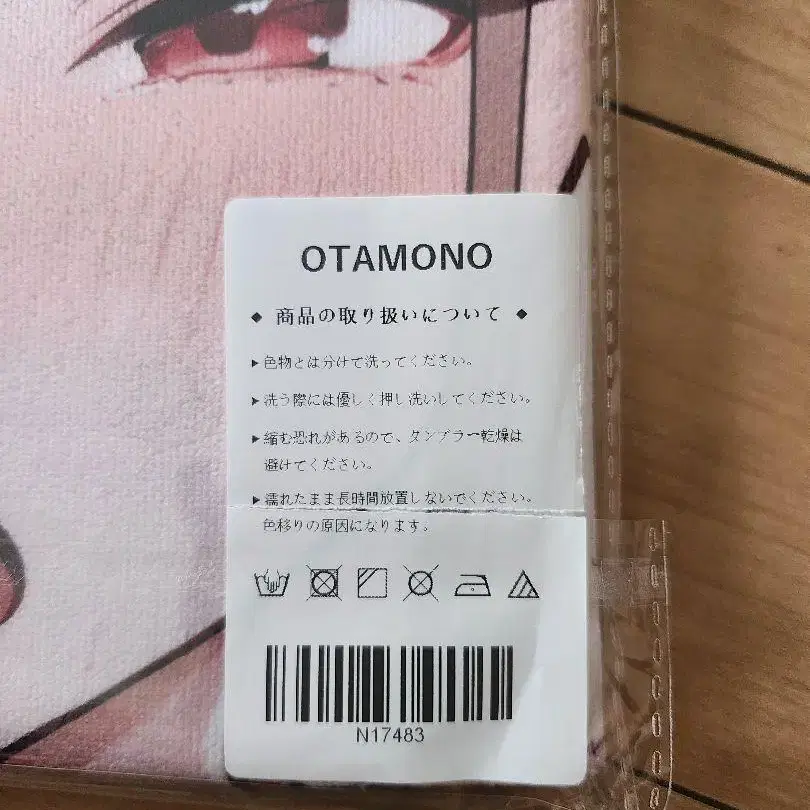 OTAMONO
◆ 商品の取り扱いについて ◆
▶色物とは分けて洗ってください。
▶洗う際には優しく押し洗いしてください。
▶縮む恐れがあるので、タンブラー乾燥は
避けてください。
▶濡れたまま長時間放置しないでください。
色移りの原因になります。
N17483